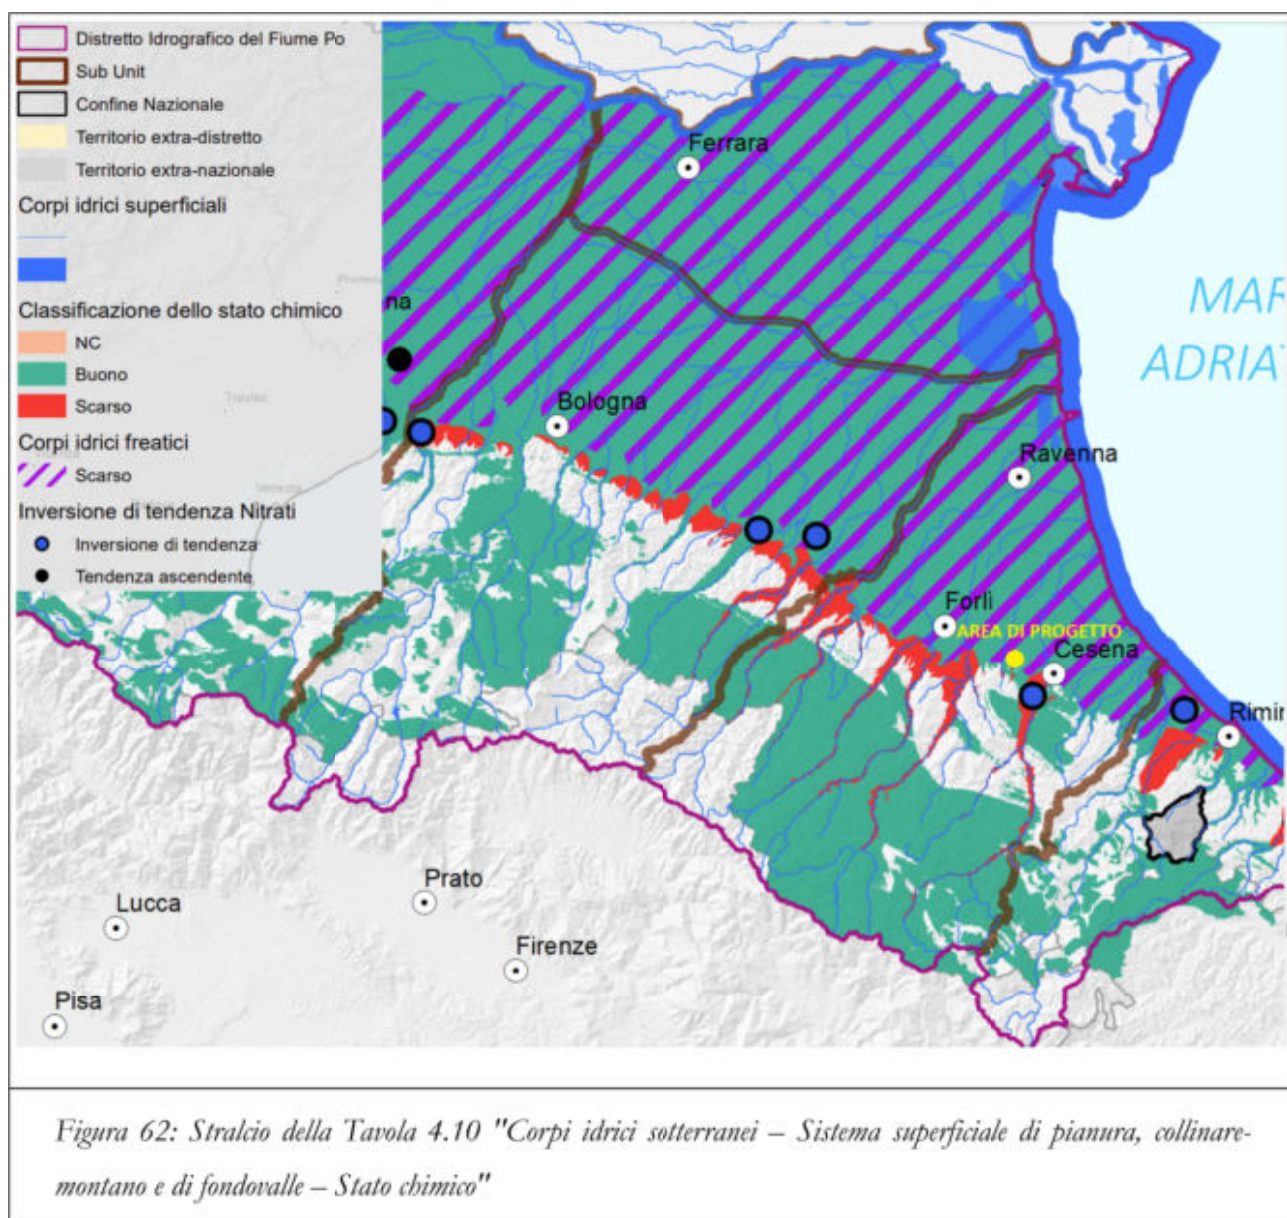 Distretto Idrografico del Fiume Po
Sub Unit
Confine Nazionale
Territorio extra-distretto
Territorio extra-nazionale
Corpi idrici superficiali
Classificazione dello stato chimico
NC
Buono
Scarso
Corpi idrici freatici
Scarso
Inversione di tendenza Nitrati
Inversione di tendenza
Tendenza ascendente
Treviso
Venezia
na
Ferrara
MAR
ADRIAT
Bologna
Ravenna
Forlì
AREA DI PROGETTO
Cesena
Rimin
Prato
Lucca
Firenze
Pisa
Figura 62: Stralcio della Tavola 4.10 "Corpi idrici sotterranei – Sistema superficiale di pianura, collinare-
montano e di fondovalle – Stato chimico"